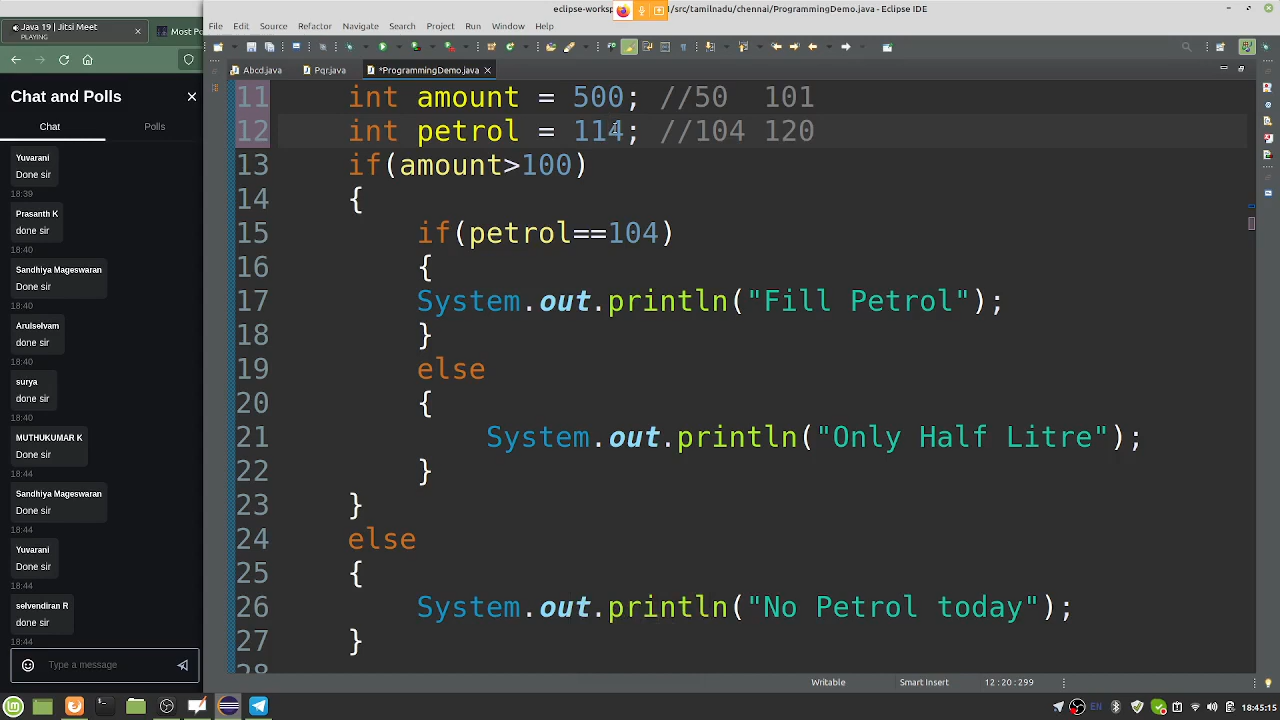 eclipse-worksp /src/tamilnadu/chennai/ProgrammingDemo.java - Eclipse IDE
Java 19 | Jitsi Meet
PLAYING
Most Po
File Edit Source Refactor Navigate Search Project Run Window Help
Abcd.java Pqr.java *ProgrammingDemo.java
Chat and Polls
Chat Polls
Yuvarani
Done sir
18:39
Prasanth K
done sir
18:40
Sandhiya Mageswaran
Done sir
18:40
Arulselvam
done sir
18:40
surya
done sir
18:40
MUTHUKUMAR K
Done sir
18:44
Sandhiya Mageswaran
Done sir
18:44
Yuvarani
Done sir
18:44
selvandiran R
done sir
18:44
Type a message
11 int amount = 500; //50 101
12 int petrol = 114; //104 120
13 if(amount>100)
14 {
15 if(petrol==104)
16 {
17 System.out.println("Fill Petrol");
18 }
19 else
20 {
21 System.out.println("Only Half Litre");
22 }
23 }
24 else
25 {
26 System.out.println("No Petrol today");
27 }
28
Writable Smart Insert 12:20:299
EN 18:45:15